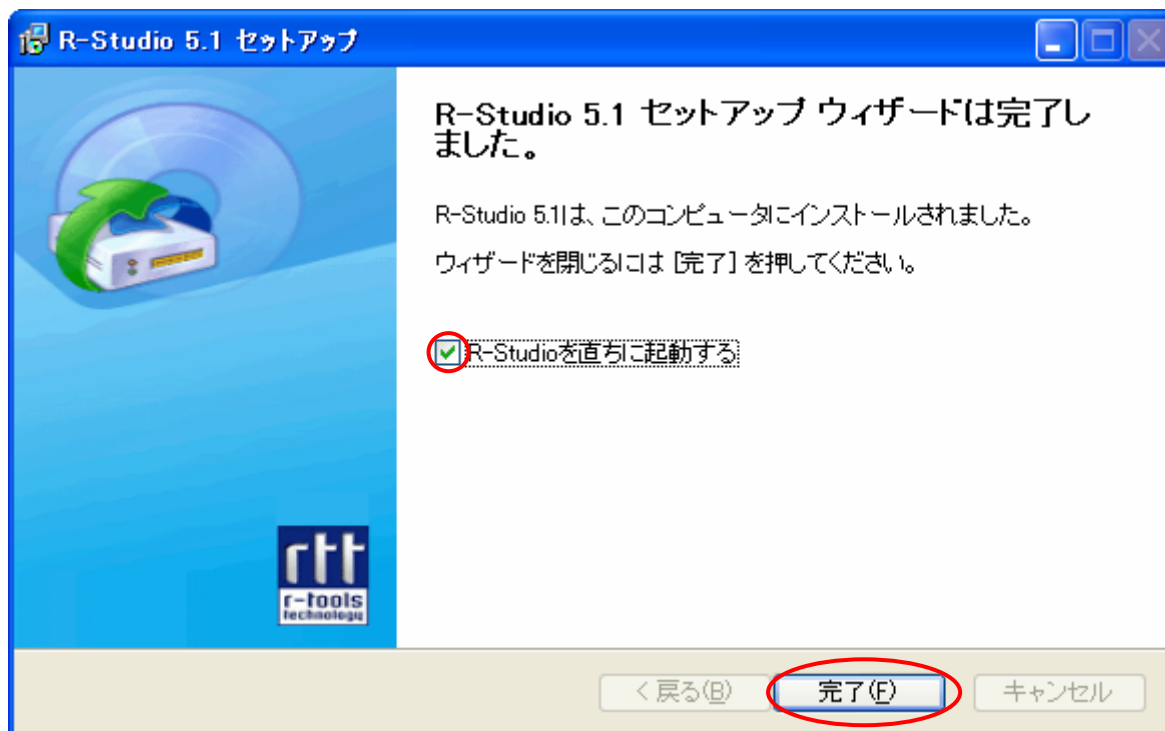 R-Studio 5.1 セットアップ
R-Studio 5.1 セットアップ ウィザードは完了し
ました。
R-Studio 5.1は、このコンピュータにインストールされました。
ウィザードを閉じるには [完了] を押してください。
R-Studioを直ちに起動する
rtt
r-tools
technology
< 戻る(B)
完了(F)
キャンセル